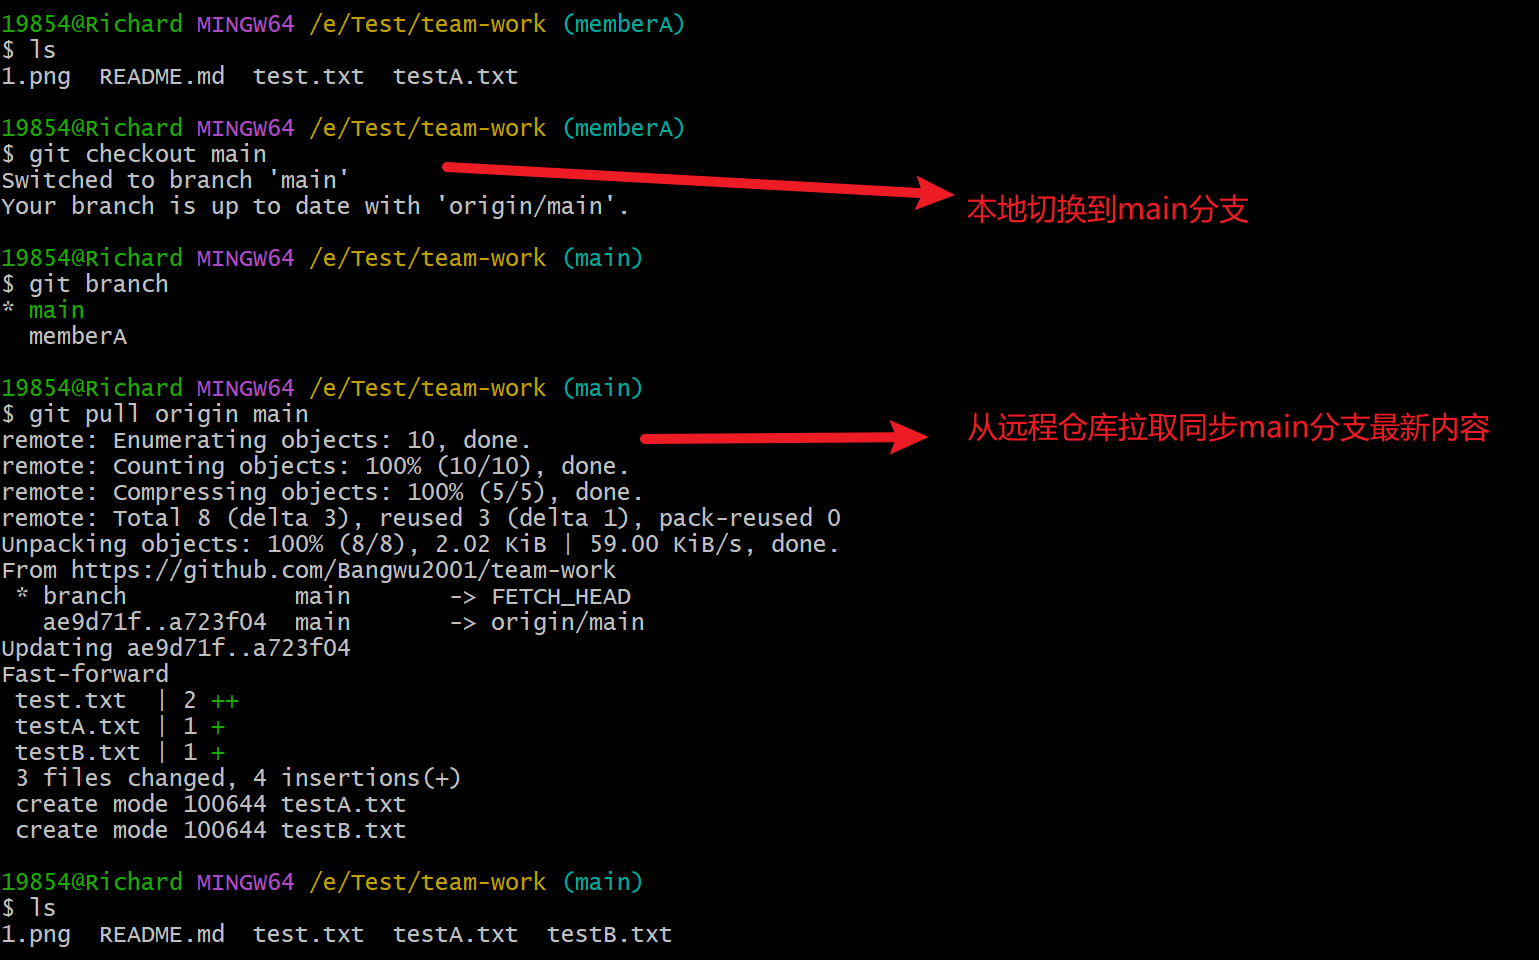 19854@Richard MINGW64 /e/Test/team-work (memberA)
$ ls
1.png  README.md  test.txt  testA.txt
19854@Richard MINGW64 /e/Test/team-work (memberA)
$ git checkout main
Switched to branch 'main'
Your branch is up to date with 'origin/main'.
本地切换到main分支
19854@Richard MINGW64 /e/Test/team-work (main)
$ git branch
* main
  memberA
19854@Richard MINGW64 /e/Test/team-work (main)
$ git pull origin main
从远程仓库拉取同步main分支最新内容
remote: Enumerating objects: 10, done.
remote: Counting objects: 100% (10/10), done.
remote: Compressing objects: 100% (5/5), done.
remote: Total 8 (delta 3), reused 3 (delta 1), pack-reused 0
Unpacking objects: 100% (8/8), 2.02 KiB | 59.00 KiB/s, done.
From https://github.com/Bangwu2001/team-work
 * branch            main       -> FETCH_HEAD
   ae9d71f..a723f04  main       -> origin/main
Updating ae9d71f..a723f04
Fast-forward
 test.txt  | 2 ++
 testA.txt | 1 +
 testB.txt | 1 +
 3 files changed, 4 insertions(+)
 create mode 100644 testA.txt
 create mode 100644 testB.txt
19854@Richard MINGW64 /e/Test/team-work (main)
$ ls
1.png  README.md  test.txt  testA.txt  testB.txt